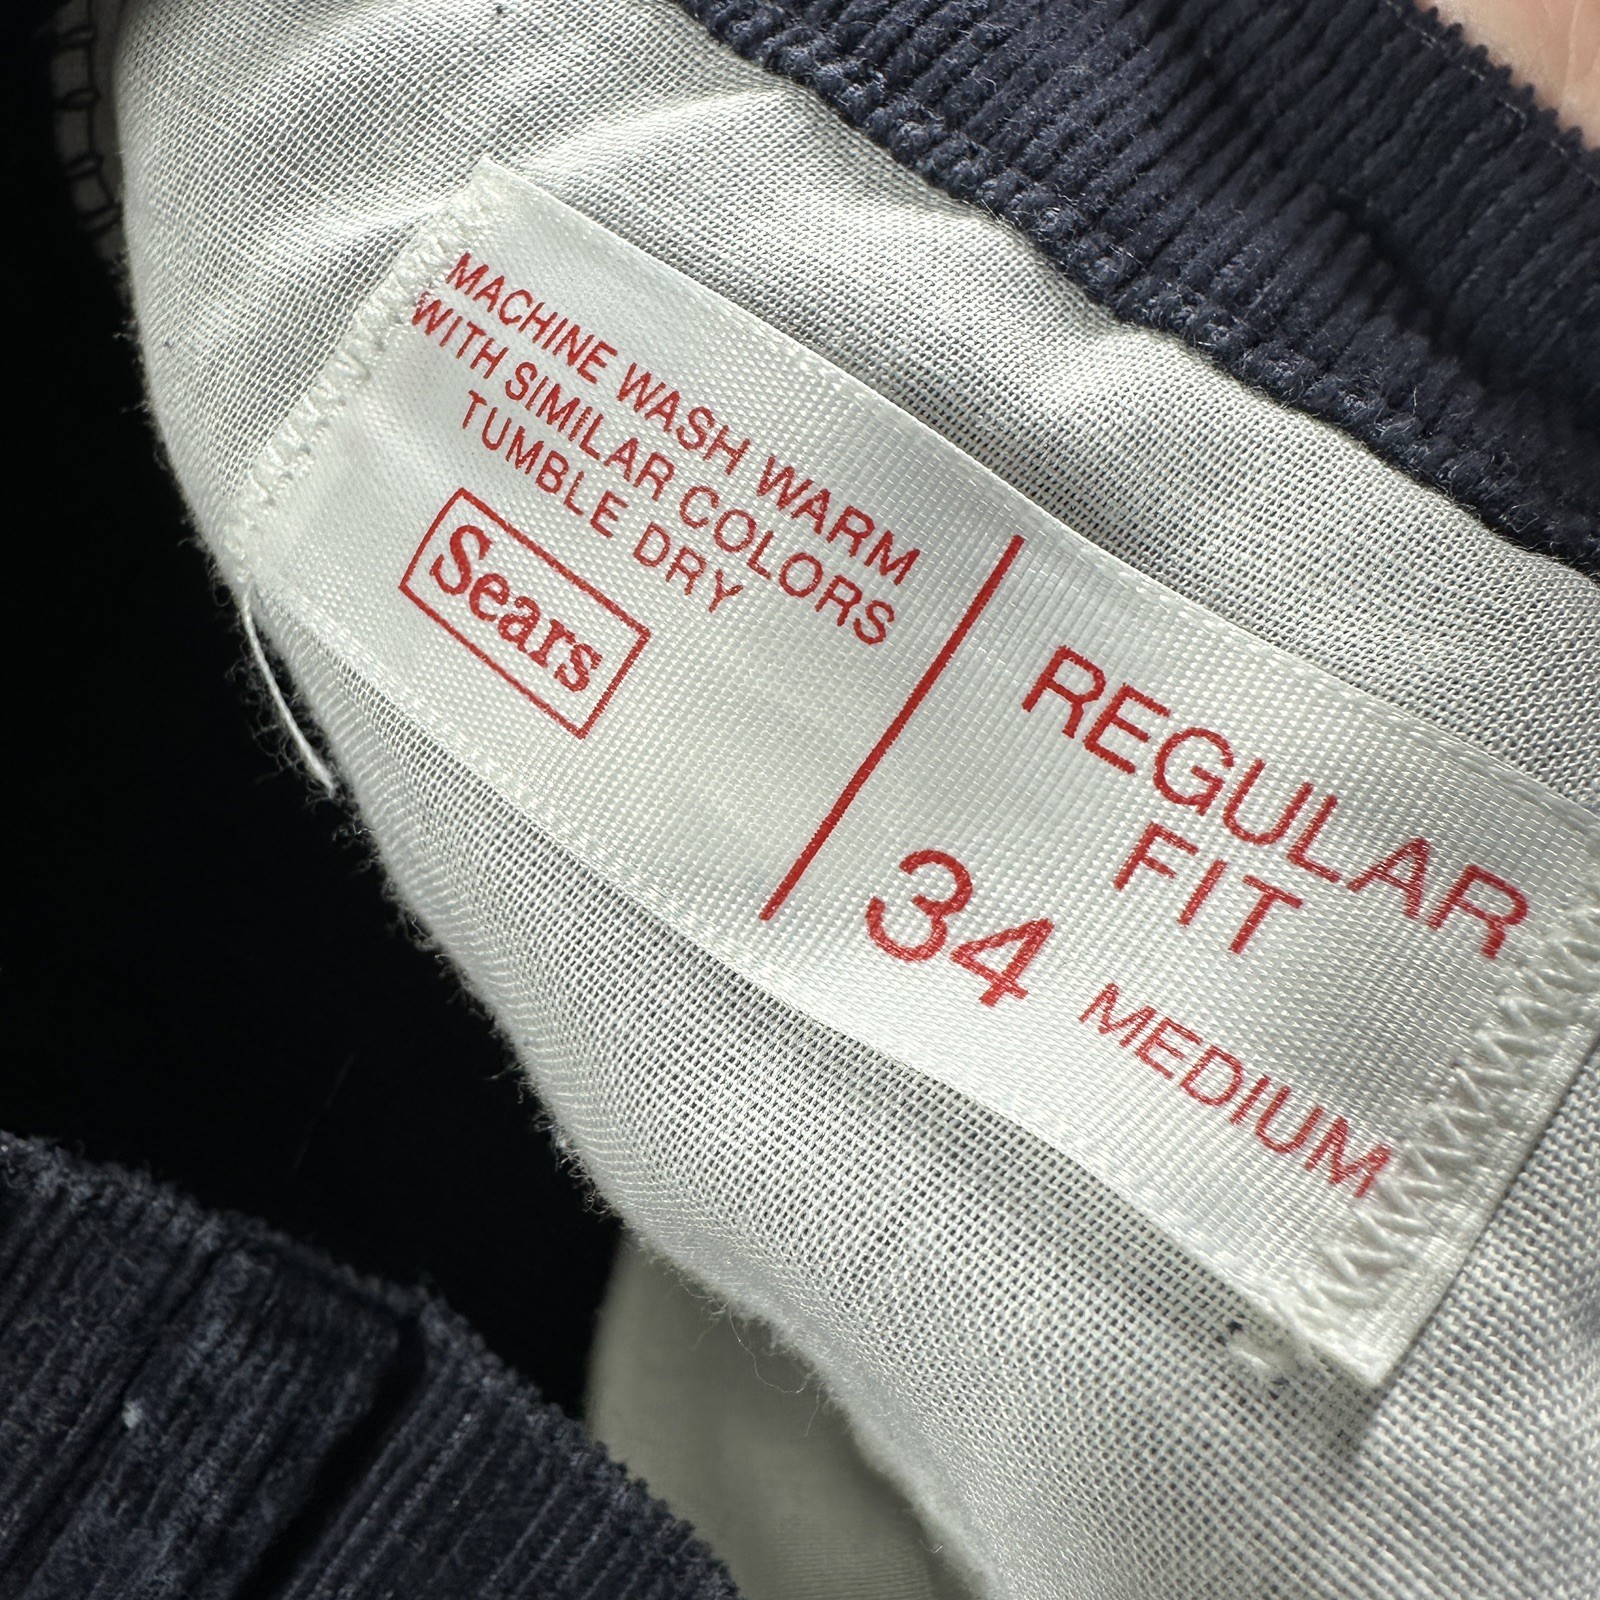 MACHINE WASH WARM
WITH SIMILAR COLORS
TUMBLE DRY
Sears
REGULAR
FIT
34 MEDIUM